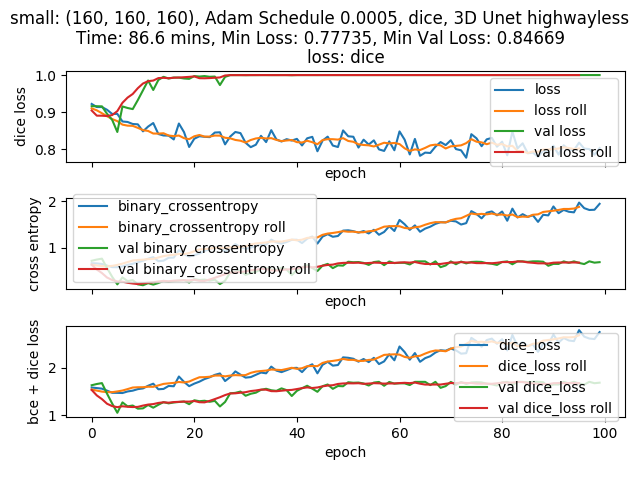 small: (160, 160, 160), Adam Schedule 0.0005, dice, 3D Unet highwayless
Time: 86.6 mins, Min Loss: 0.77735, Min Val Loss: 0.84669
loss: dice
1.0
0.9
0.8
dice loss
loss
loss roll
val loss
val loss roll
epoch
2
1
cross entropy
binary_crossentropy
binary_crossentropy roll
val binary_crossentropy
val binary_crossentropy roll
epoch
2
1
bce + dice loss
dice_loss
dice_loss roll
val dice_loss
val dice_loss roll
0 20 40 60 80 100
epoch